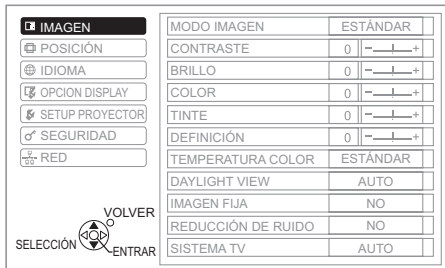 IMAGEN
POSICIÓN
IDIOMA
OPCION DISPLAY
SETUP PROYECTOR
SEGURIDAD
RED
VOLVER
SELECCIÓN
ENTRAR
MODO IMAGEN ESTÁNDAR
CONTRASTE 0 - +
BRILLO 0 - +
COLOR 0 - +
TINTE 0 - +
DEFINICIÓN 0 - +
TEMPERATURA COLOR ESTÁNDAR
DAYLIGHT VIEW AUTO
IMAGEN FIJA NO
REDUCCIÓN DE RUIDO NO
SISTEMA TV AUTO